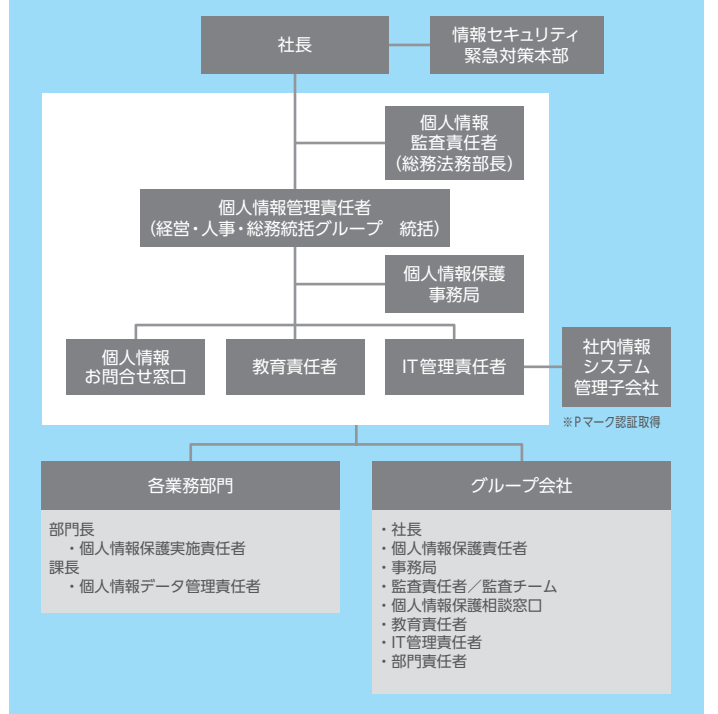 社長
情報セキュリティ
緊急対策本部
個人情報
監査責任者
（総務法務部長）
個人情報管理責任者
（経営・人事・総務統括グループ　統括）
個人情報保護
事務局
個人情報
お問合せ窓口
教育責任者
IT管理責任者
社内情報
システム
管理子会社
※Pマーク認証取得
各業務部門
部門長
・個人情報保護実施責任者
課長
・個人情報データ管理責任者
グループ会社
・社長
・個人情報保護責任者
・事務局
・監査責任者／監査チーム
・個人情報保護相談窓口
・教育責任者
・IT管理責任者
・部門責任者